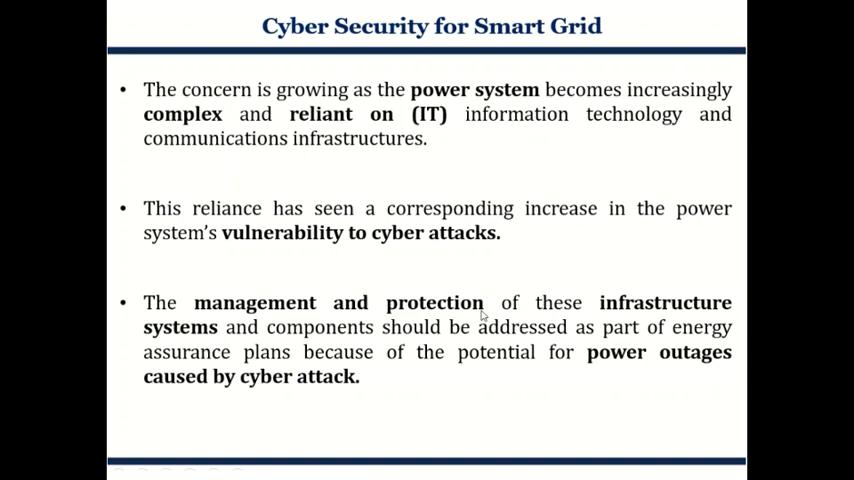 Cyber Security for Smart Grid
• The concern is growing as the power system becomes increasingly
complex and reliant on (IT) information technology and
communications infrastructures.
• This reliance has seen a corresponding increase in the power
system's vulnerability to cyber attacks.
• The management and protection of these infrastructure
systems and components should be addressed as part of energy
assurance plans because of the potential for power outages
caused by cyber attack.